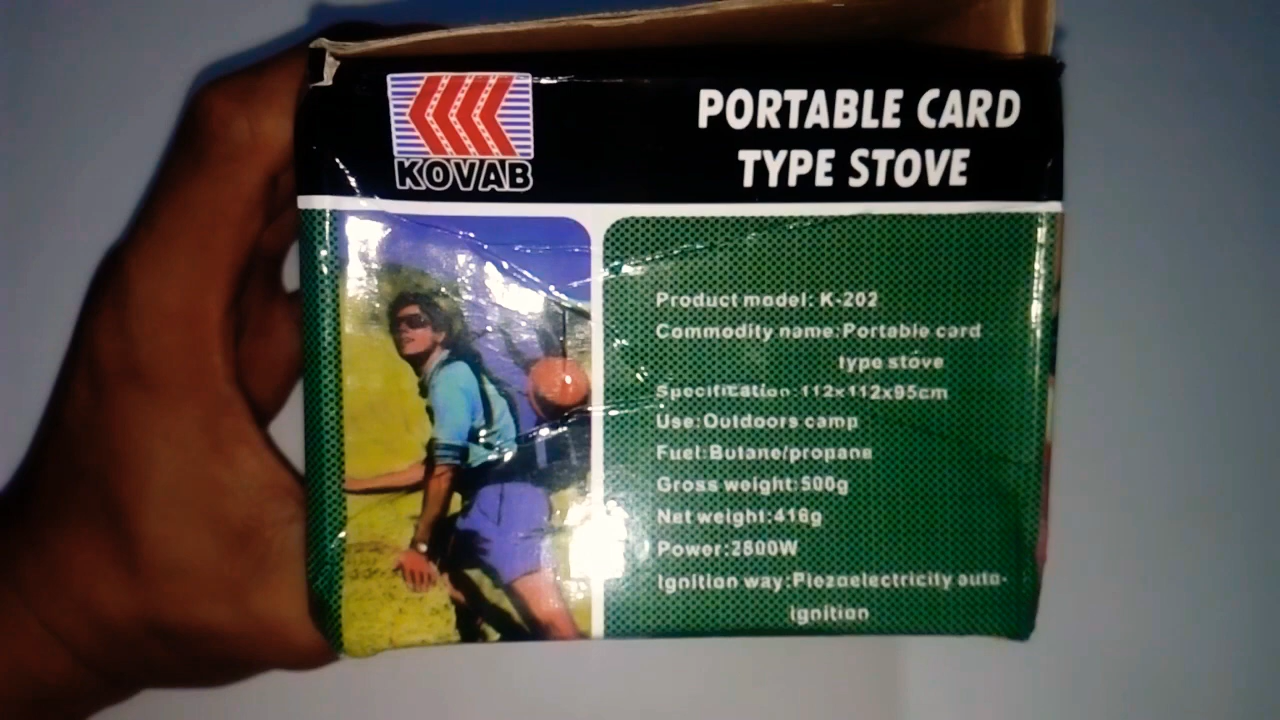 KOVAB
PORTABLE CARD
TYPE STOVE
Product model: K-202
Commodity name:Portable card
type stove
Specification:112x112x95cm
Use:Outdoors camp
Fuel:Butane/propane
Gross weight:500g
Net weight:416g
Power:2800W
Ignition way:Piezoelectricity auto-
ignition